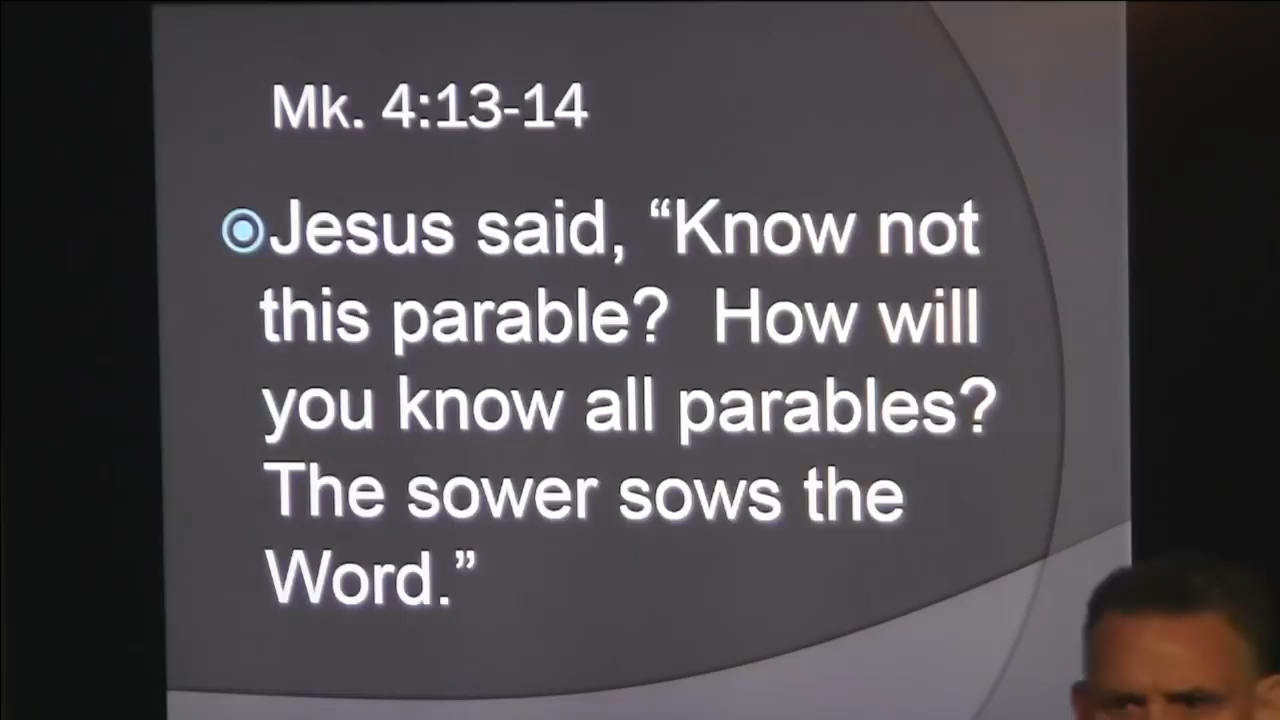 Mk. 4:13-14
Jesus said, “Know not
this parable?  How will
you know all parables?
The sower sows the
Word.”